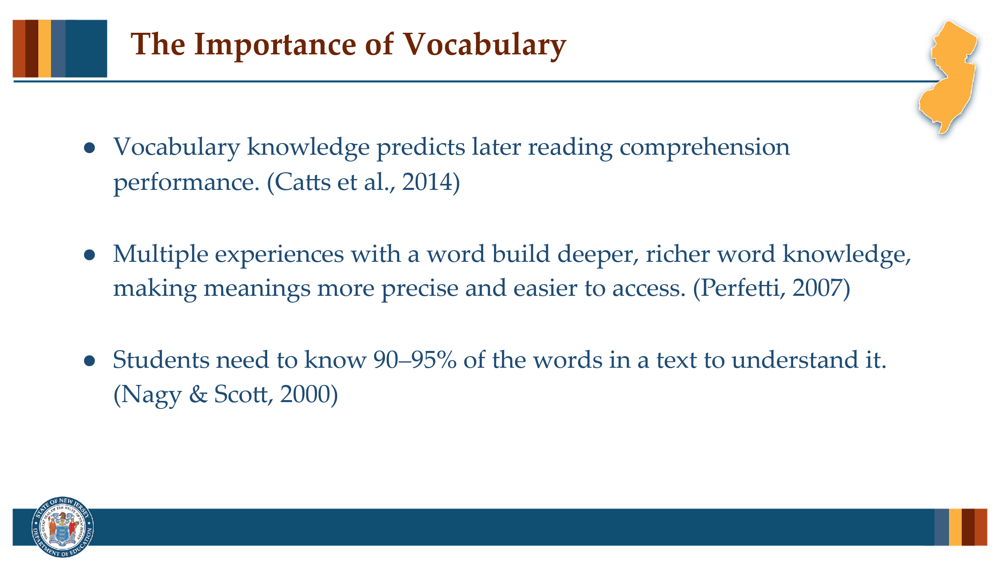 The Importance of Vocabulary
● Vocabulary knowledge predicts later reading comprehension
performance. (Catts et al., 2014)
● Multiple experiences with a word build deeper, richer word knowledge,
making meanings more precise and easier to access. (Perfetti, 2007)
● Students need to know 90–95% of the words in a text to understand it.
(Nagy & Scott, 2000)
STATE OF NEW JERSEY
THE GREAT SEAL OF THE STATE OF NEW JERSEY
DEPARTMENT OF EDUCATION